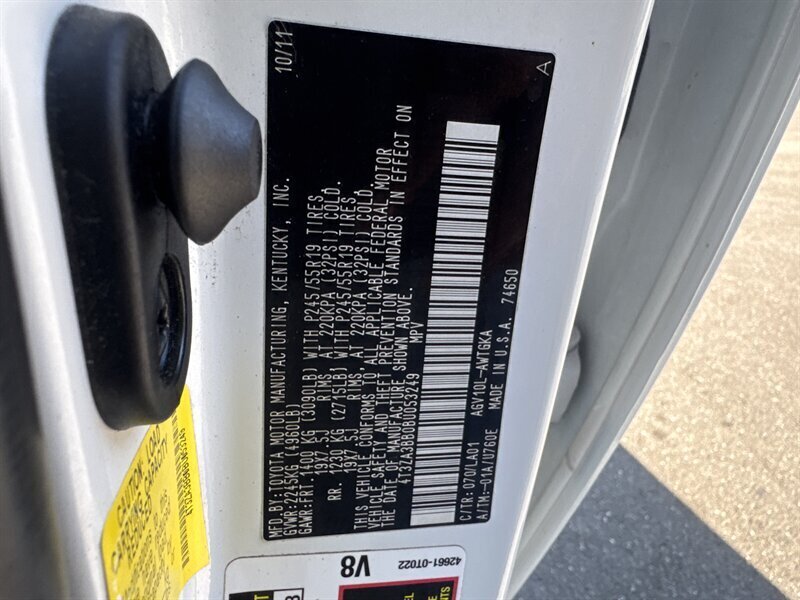 MFD.BY:TOYOTA MOTOR MANUFACTURING, KENTUCKY, INC. 10/11
GVWR:2245KG (4960LB)
GAWR:FRT. 1400 KG (3090LB) WITH P245/55R19 TIRES,
19X7.5J RIMS, AT 220KPA (32PSI) COLD.
RR. 1230 KG (2715LB) WITH P245/55R19 TIRES,
19X7.5J RIMS, AT 220KPA (32PSI) COLD.
THIS VEHICLE CONFORMS TO ALL APPLICABLE FEDERAL MOTOR
VEHICLE SAFETY AND THEFT PREVENTION STANDARDS IN EFFECT ON
THE DATE OF MANUFACTURE SHOWN ABOVE.
4T3ZA3BB0BU053249 MPV
C/TR:070/LA01 AGV10L-AWTGKA
A/TM:-01A/U760E MADE IN U.S.A. 74650 A
V8
42661-0T022
CAUTION